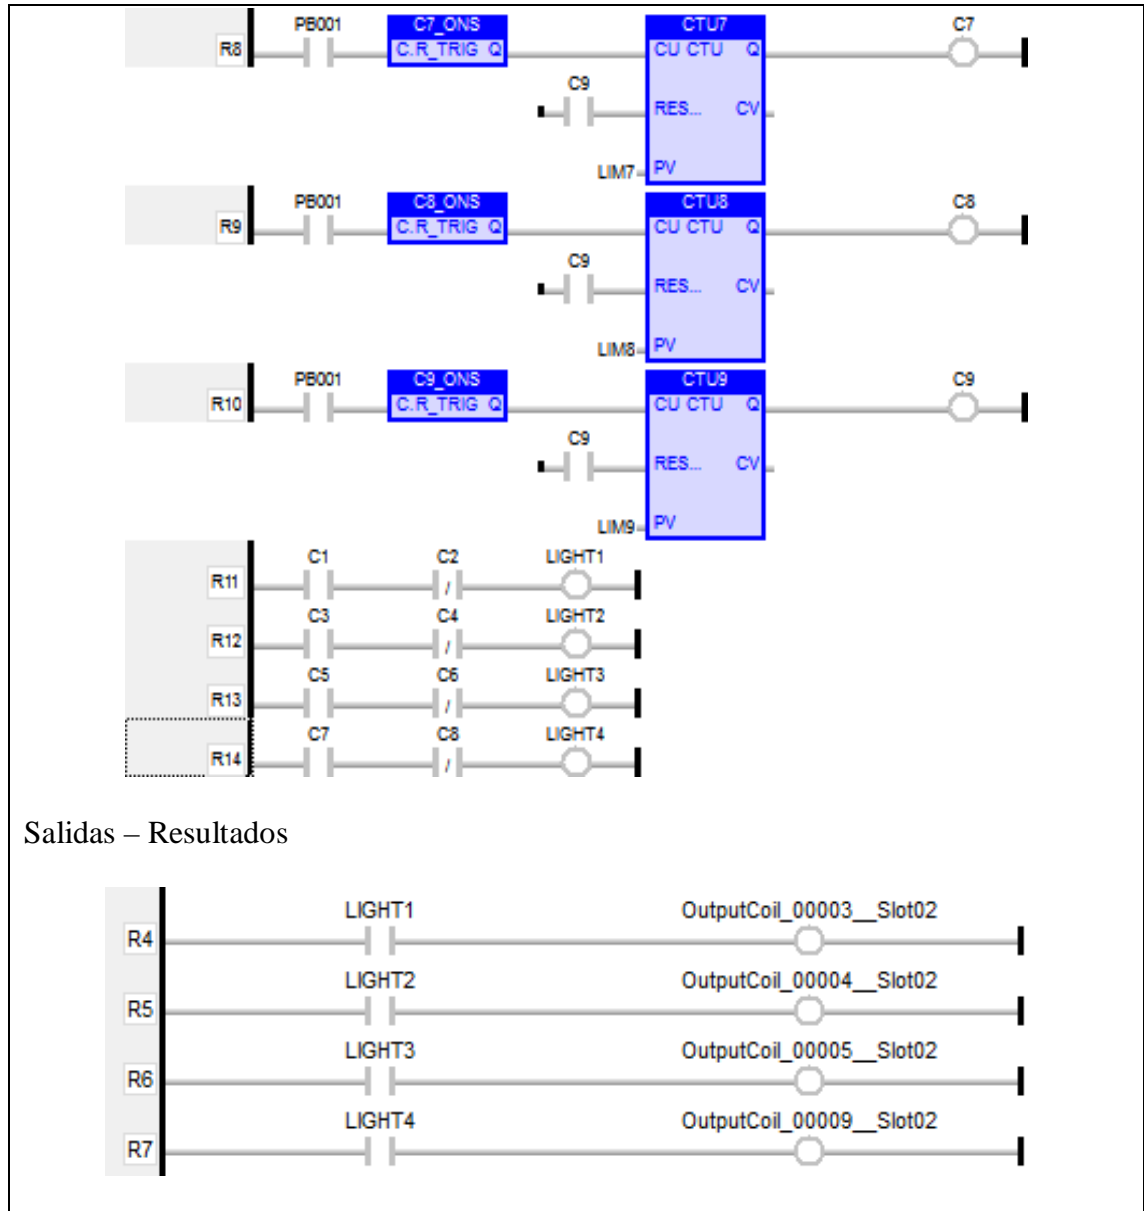 PB001 C7_ONS CTU7 C7
R8 C.R_TRIG Q CU CTU Q
C9
RES... CV
LIM7 PV
PB001 C8_ONS CTU8 C8
R9 C.R_TRIG Q CU CTU Q
C9
RES... CV
LIM8 PV
PB001 C9_ONS CTU9 C9
R10 C.R_TRIG Q CU CTU Q
C9
RES... CV
LIM9 PV
C1 C2 LIGHT1
R11 /
C3 C4 LIGHT2
R12 /
C5 C6 LIGHT3
R13 /
C7 C8 LIGHT4
R14 /
Salidas – Resultados
LIGHT1 OutputCoil_00003__Slot02
R4
LIGHT2 OutputCoil_00004__Slot02
R5
LIGHT3 OutputCoil_00005__Slot02
R6
LIGHT4 OutputCoil_00009__Slot02
R7